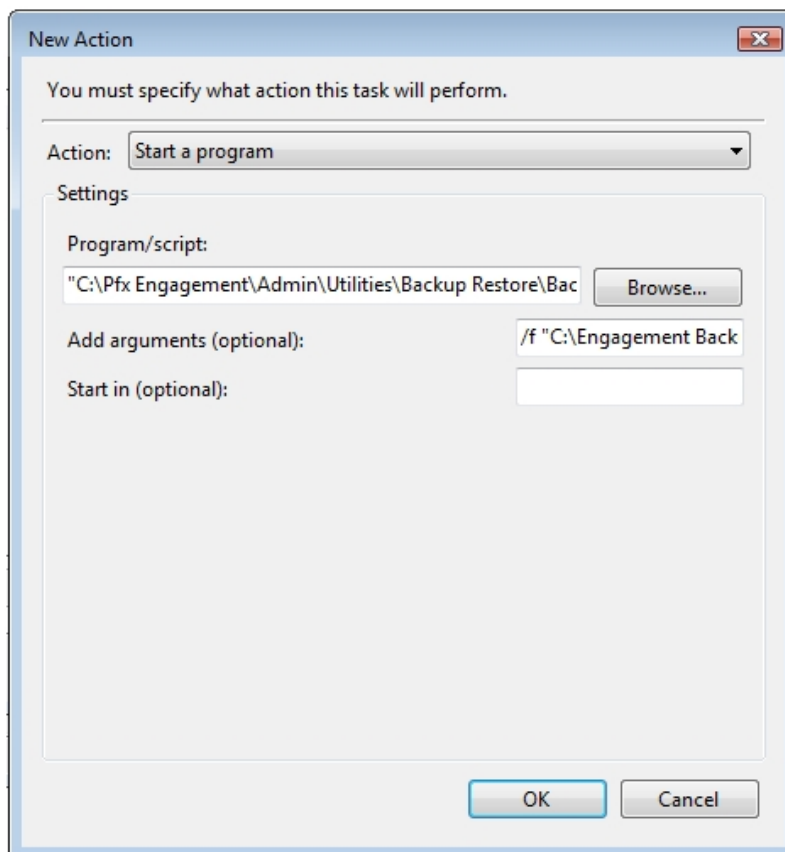 New Action
You must specify what action this task will perform.
Action: Start a program
Settings
Program/script:
"C:\Pfx Engagement\Admin\Utilities\Backup Restore\Bac Browse...
Add arguments (optional): /f "C:\Engagement Back
Start in (optional):
OK Cancel